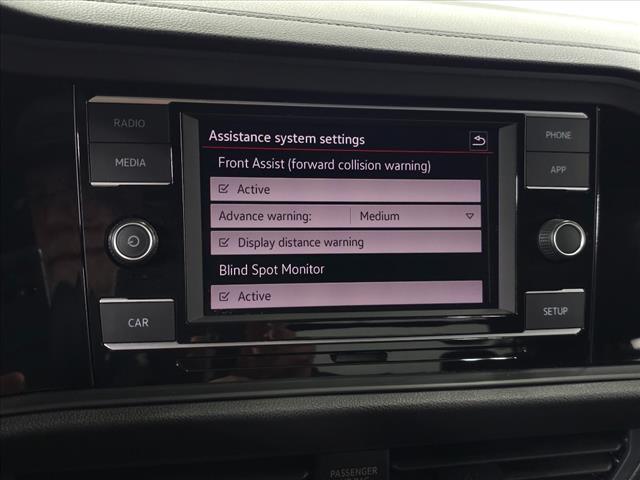 RADIO
MEDIA
CAR
Assistance system settings
Front Assist (forward collision warning)
Active
Advance warning: Medium
Display distance warning
Blind Spot Monitor
Active
PHONE
APP
SETUP
PASSENGER